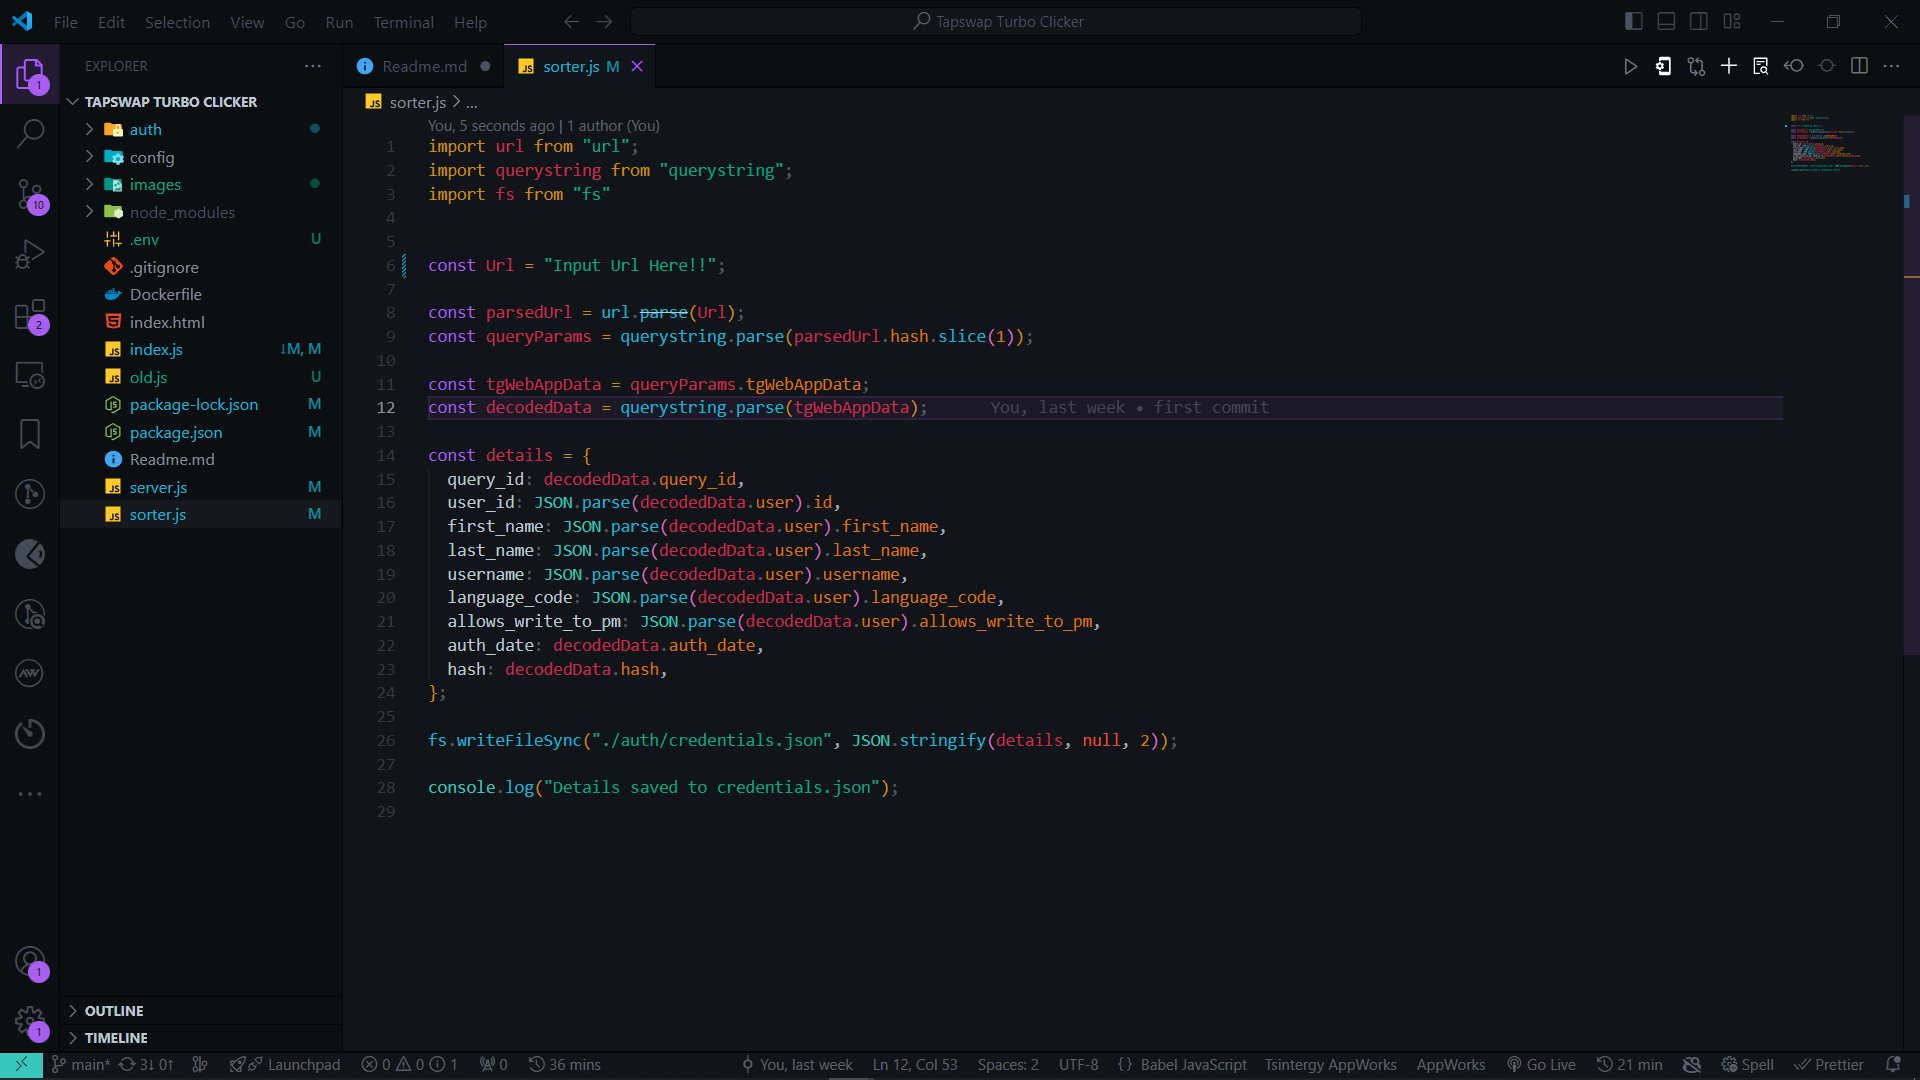 File Edit Selection View Go Run Terminal Help
Tapswap Turbo Clicker
EXPLORER
TAPSWAP TURBO CLICKER
auth
config
images
node_modules
.env U
.gitignore
Dockerfile
index.html
index.js ↓M, M
old.js U
package-lock.json M
package.json M
Readme.md
server.js M
sorter.js M
OUTLINE
TIMELINE
1
10
2
1
1
Readme.md
sorter.js M
sorter.js > ...
You, 5 seconds ago | 1 author (You)
1 import url from "url";
2 import querystring from "querystring";
3 import fs from "fs"
4
5
6 const Url = "Input Url Here!!";
7
8 const parsedUrl = url.parse(Url);
9 const queryParams = querystring.parse(parsedUrl.hash.slice(1));
10
11 const tgWebAppData = queryParams.tgWebAppData;
12 const decodedData = querystring.parse(tgWebAppData); You, last week • first commit
13
14 const details = {
15 query_id: decodedData.query_id,
16 user_id: JSON.parse(decodedData.user).id,
17 first_name: JSON.parse(decodedData.user).first_name,
18 last_name: JSON.parse(decodedData.user).last_name,
19 username: JSON.parse(decodedData.user).username,
20 language_code: JSON.parse(decodedData.user).language_code,
21 allows_write_to_pm: JSON.parse(decodedData.user).allows_write_to_pm,
22 auth_date: decodedData.auth_date,
23 hash: decodedData.hash,
24 };
25
26 fs.writeFileSync("./auth/credentials.json", JSON.stringify(details, null, 2));
27
28 console.log("Details saved to credentials.json");
29
main* 3↓ 0↑ Launchpad 0 0 1 0 36 mins You, last week Ln 12, Col 53 Spaces: 2 UTF-8 {} Babel JavaScript Tsintergy AppWorks AppWorks Go Live 21 min Spell Prettier